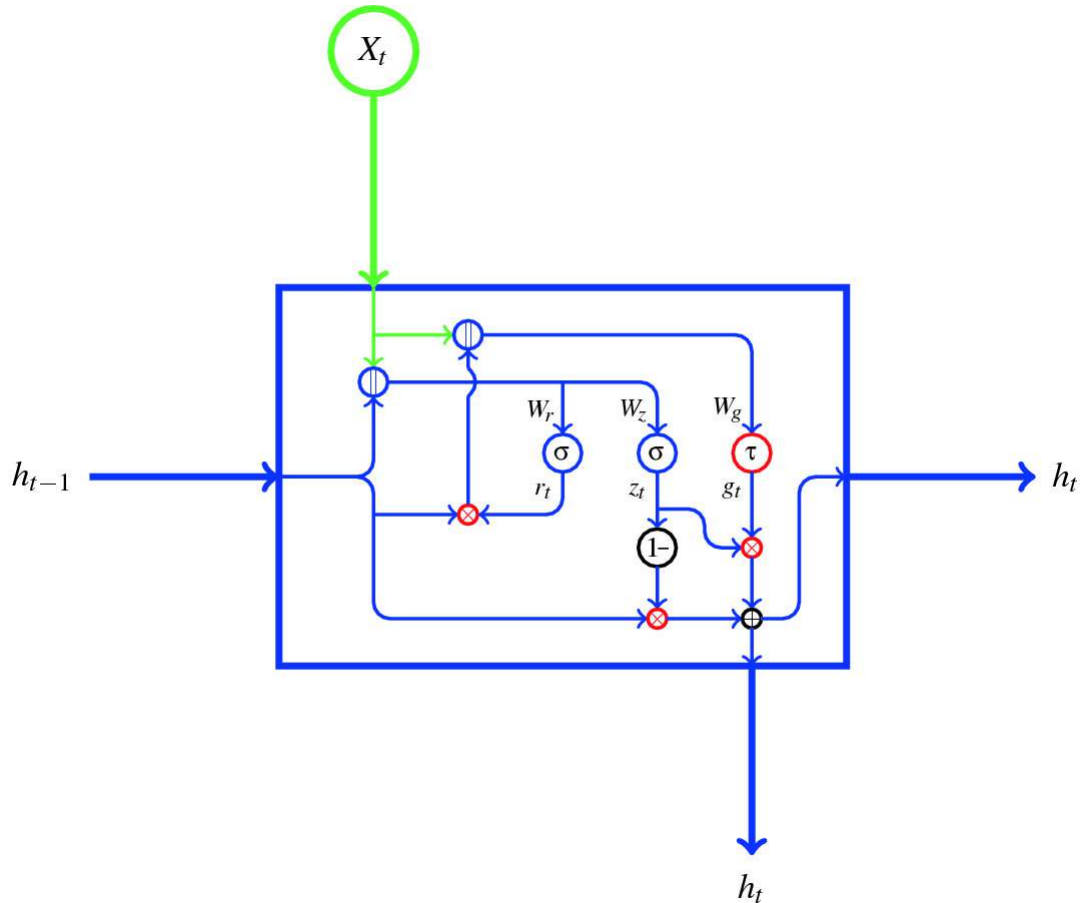 X_t
W_r W_z W_g
σ σ τ
h_{t−1} h_t
r_t z_t g_t
1−
h_t